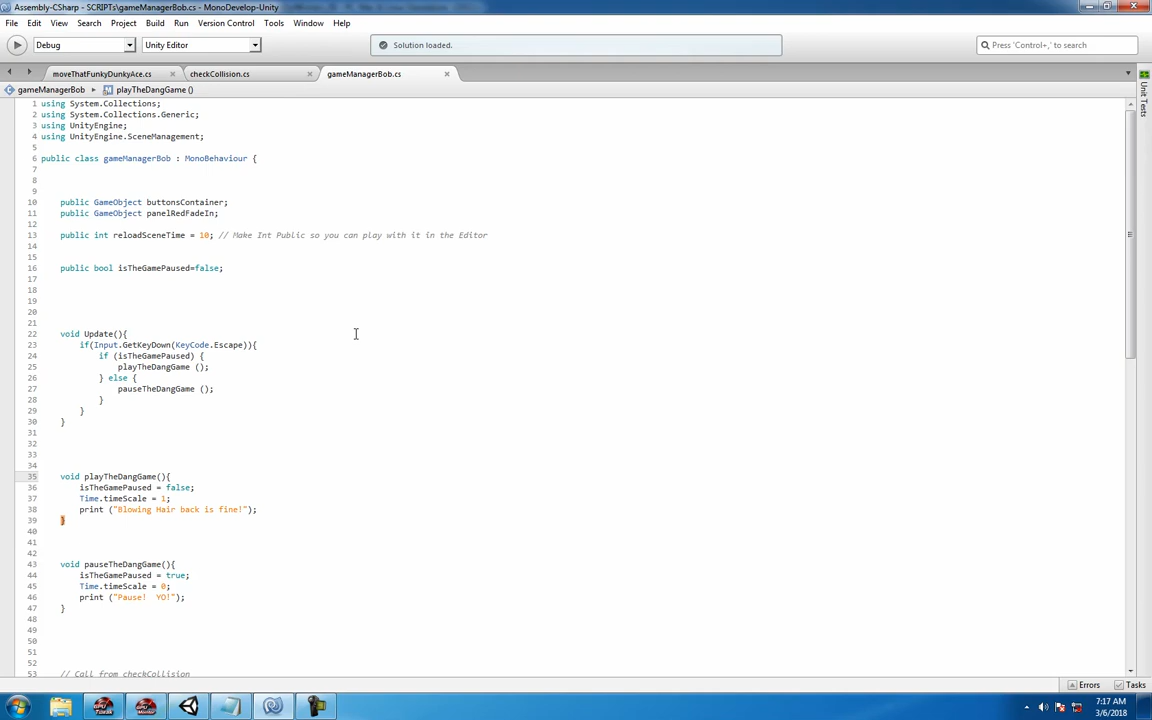 Assembly-CSharp - SCRIPTs\gameManagerBob.cs - MonoDevelop-Unity
File Edit View Search Project Build Run Version Control Tools Window Help
Debug Unity Editor Solution loaded. Press 'Control+,' to search
moveThatFunkyDunkyAce.cs × checkCollision.cs × gameManagerBob.cs ×
gameManagerBob ▸ playTheDangGame ()
Unit Tests
1 using System.Collections;
2 using System.Collections.Generic;
3 using UnityEngine;
4 using UnityEngine.SceneManagement;
5
6 public class gameManagerBob : MonoBehaviour {
7
8
9
10 public GameObject buttonsContainer;
11 public GameObject panelRedFadeIn;
12
13 public int reloadSceneTime = 10; // Make Int Public so you can play with it in the Editor
14
15
16 public bool isTheGamePaused=false;
17
18
19
20
21
22 void Update(){
23 if(Input.GetKeyDown(KeyCode.Escape)){
24 if (isTheGamePaused) {
25 playTheDangGame ();
26 } else {
27 pauseTheDangGame ();
28 }
29 }
30 }
31
32
33
34
35 void playTheDangGame(){
36 isTheGamePaused = false;
37 Time.timeScale = 1;
38 print ("Blowing Hair back is fine!");
39 }
40
41
42
43 void pauseTheDangGame(){
44 isTheGamePaused = true;
45 Time.timeScale = 0;
46 print ("Pause!  YO!");
47 }
48
49
50
51
52
53 // Call from checkCollision
Errors Tasks
7:17 AM
3/6/2018